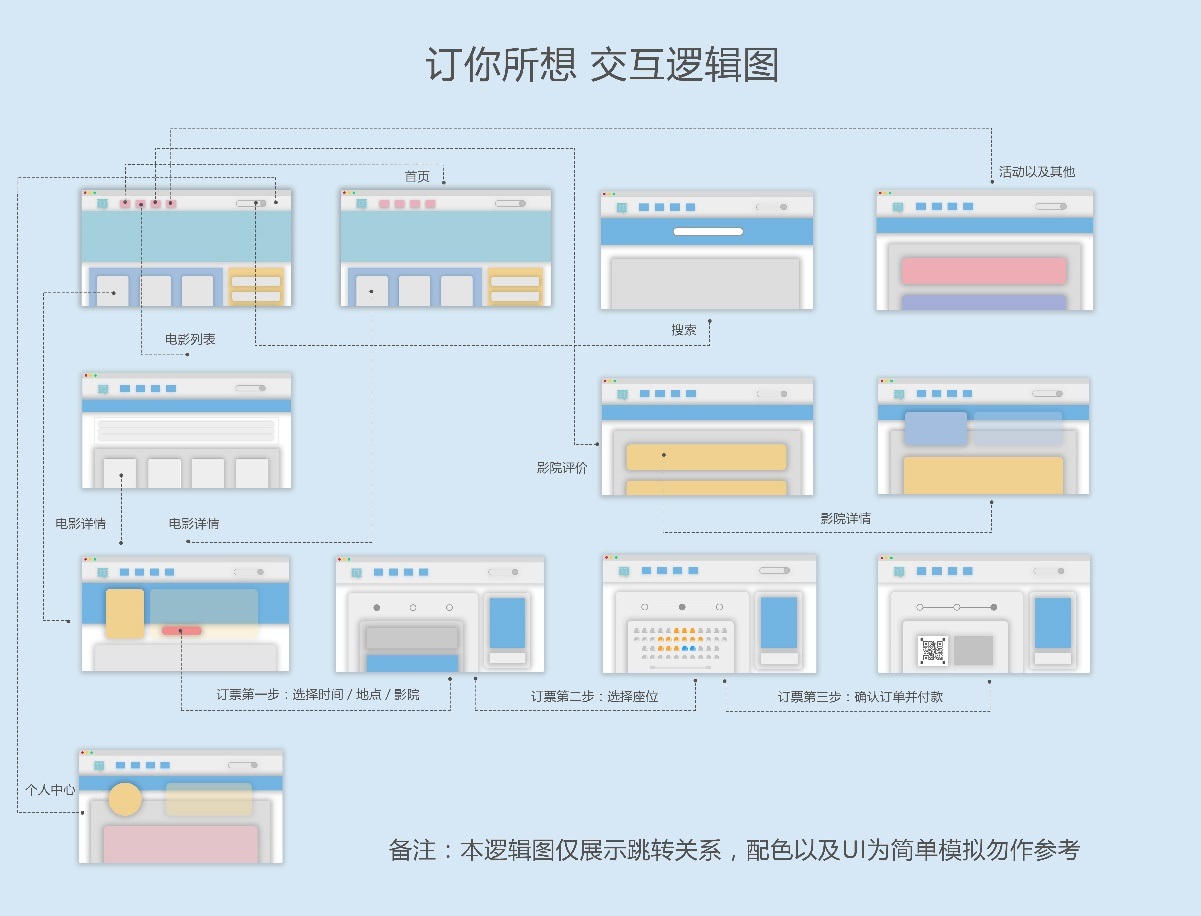 订你所想 交互逻辑图
活动以及其他
首页
搜索
电影列表
影院评价
影院详情
电影详情
电影详情
订票第一步：选择时间 / 地点 / 影院
订票第二步：选择座位
订票第三步：确认订单并付款
个人中心
备注：本逻辑图仅展示跳转关系，配色以及UI为简单模拟勿作参考